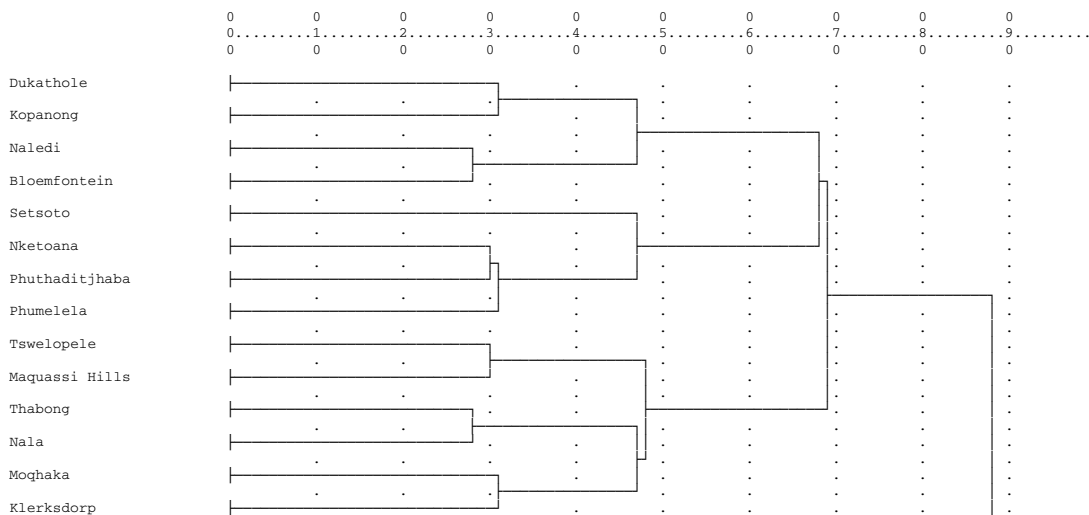 0 0 0 0 0 0 0 0 0 0
0.........1.........2.........3.........4.........5.........6.........7.........8.........9.........
0 0 0 0 0 0 0 0 0 0
Dukathole
Kopanong
Naledi
Bloemfontein
Setsoto
Nketoana
Phuthaditjhaba
Phumelela
Tswelopele
Maquassi Hills
Thabong
Nala
Moqhaka
Klerksdorp